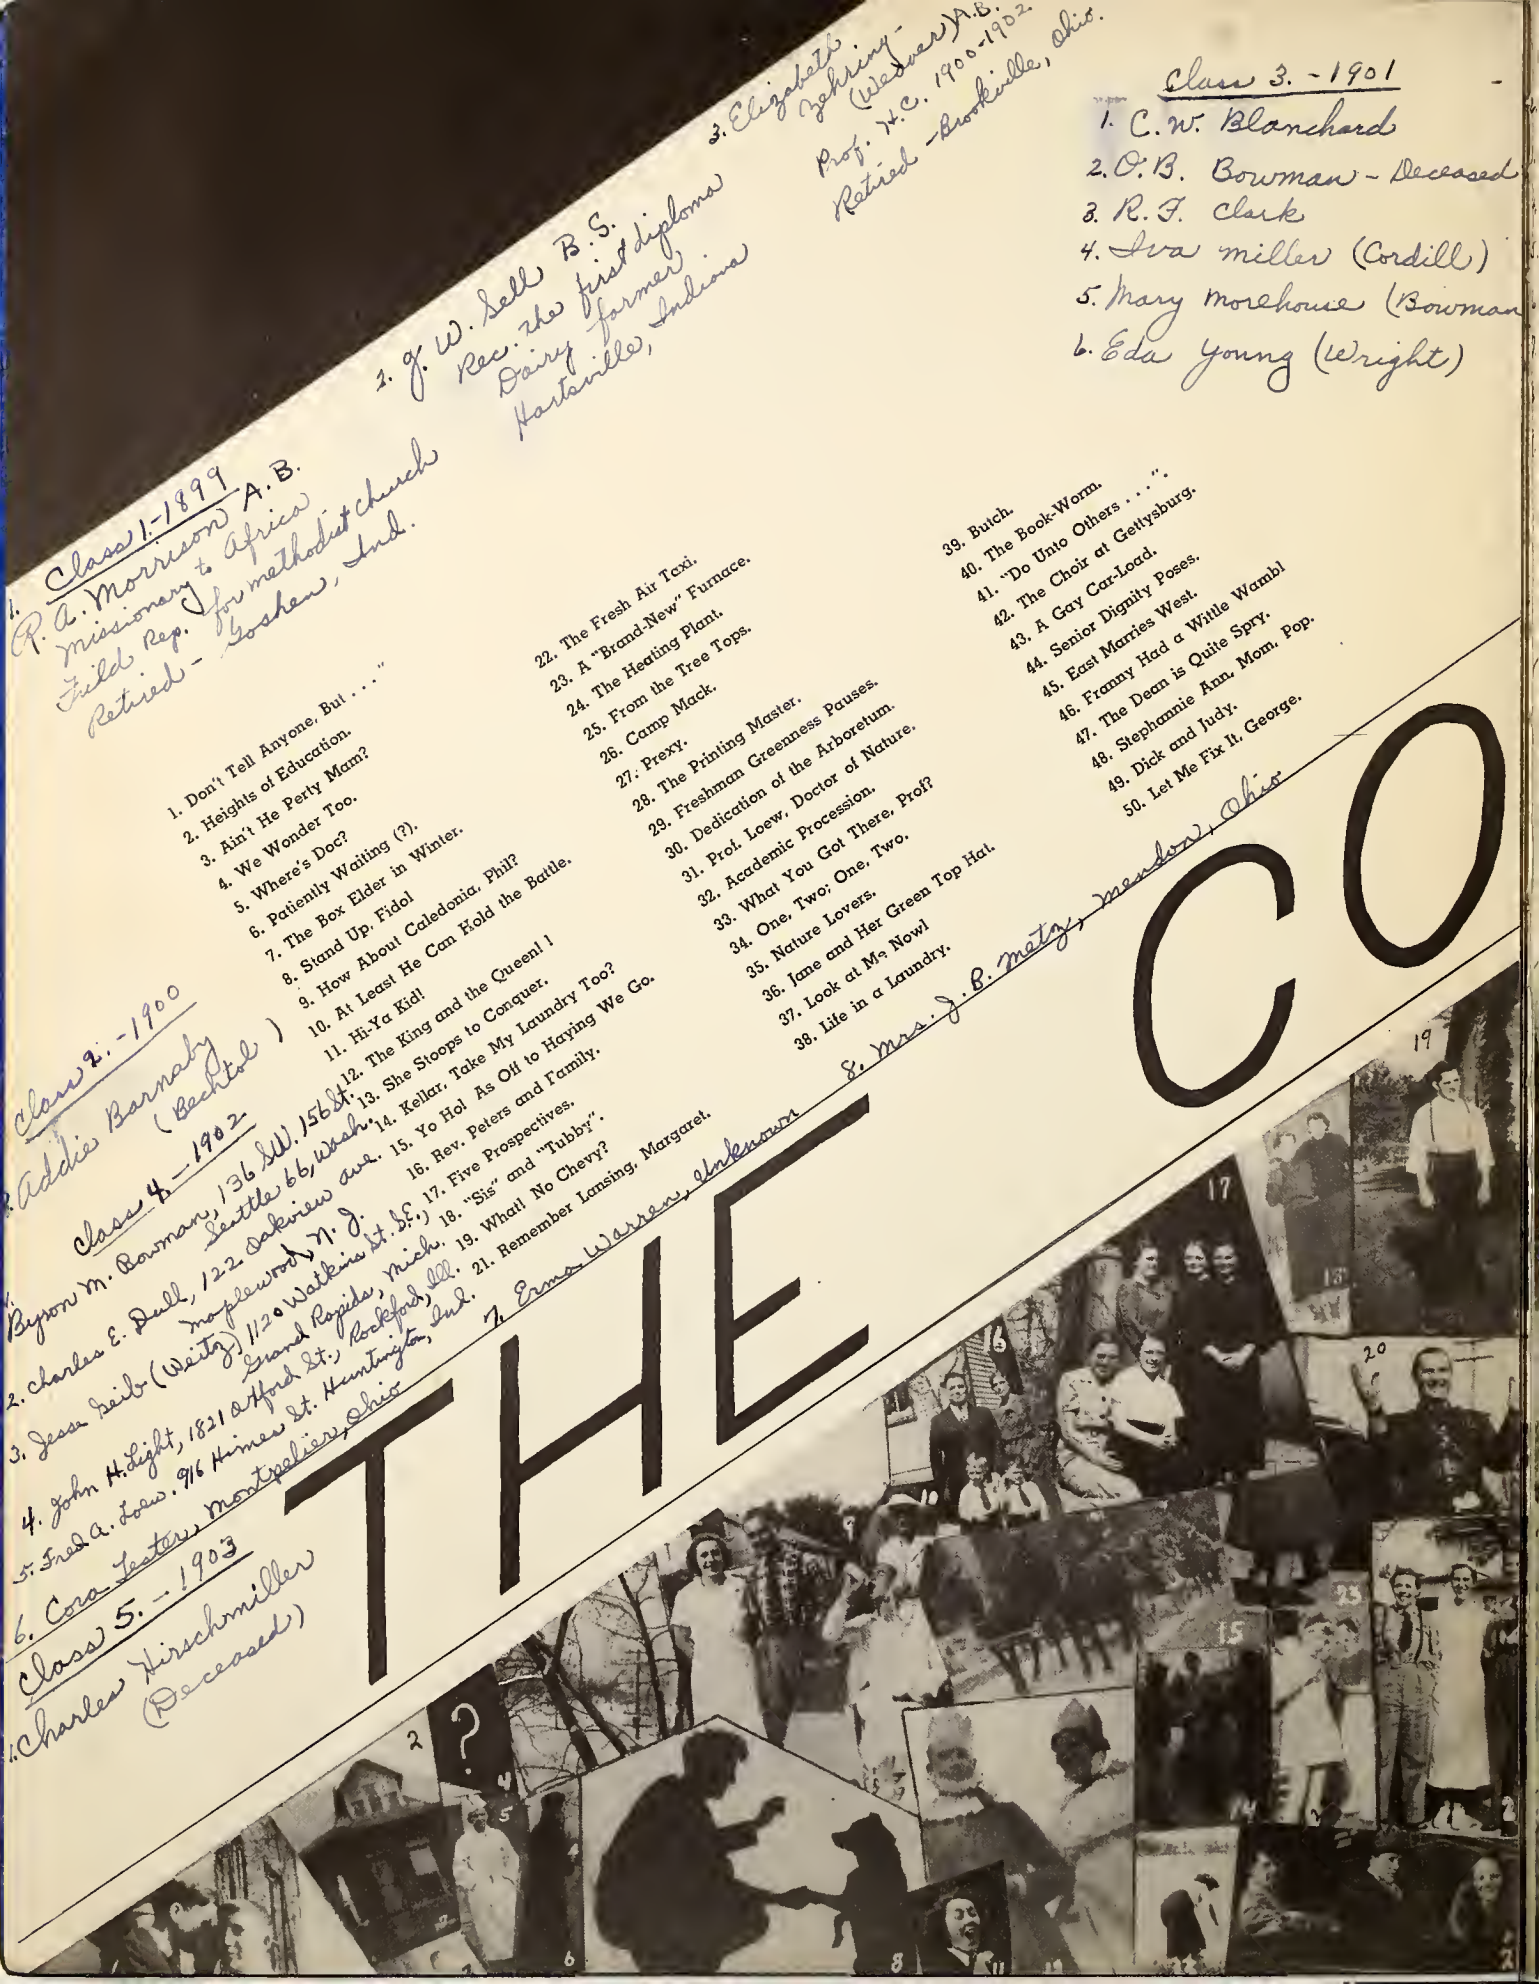 Class 1.-1899
1. R. A. Morrison A.B.
Missionary to Africa
Feild Rep. for methodist church
Retired - Goshen, Ind.
2. J. W. Sell B.S.
Rec. the first diploma
Dairy farmer
Hartsville, Indiana
3. Elizabeth
Zehring-
(Weaver) A.B.
Prof. H.C. 1900-1902
Retired - Brookville, Ohio.
Class 3. - 1901
1. C.W. Blanchard
2. O.B. Bowman - Deceased
3. R.F. Clark
4. Iva Miller (Cordill)
5. Mary Morehouse (Bowman
6. Eda Young (Wright)
Class 2. - 1900
Addie Barnaby
(Bechtol)
Class 4 - 1902
Byron M. Bowman, 136 S.W. 156 St.
Seattle 66, Wash.
2. Charles E. Dull, 122 Oakview ave.
Maplewood, N. J.
3. Jesse Geib (Weitz) 1120 Watkins St. S.E.,
Grand Rapids, Mich.
4. John H. Light, 1821 Oxford St., Rockford, Ill.
5. Fred A. Loew. 916 Himes St. Huntington, Ind.
6. Cora Lester, Montpelier, Ohio
7. Erma Warren, Unknown
8. Mrs. J. B. Metz, Mendon, Ohio
Class 5. - 1903
1. Charles Hirschmiller
(Deceased)
1. Don't Tell Anyone, But . . ."
2. Heights of Education.
3. Ain't He Perty Mam?
4. We Wonder Too.
5. Where's Doc?
6. Patiently Waiting (?).
7. The Box Elder in Winter.
8. Stand Up, Fido!
9. How About Caledonia, Phil?
10. At Least He Can Hold the Battle.
11. Hi-Ya Kid!
12. The King and the Queen! !
13. She Stoops to Conquer.
14. Kellar, Take My Laundry Too?
15. Yo Ho! As Off to Haying We Go.
16. Rev. Peters and Family.
17. Five Prospectives.
18. "Sis" and "Tubby".
19. What! No Chevy?
21. Remember Lansing, Margaret.
22. The Fresh Air Taxi.
23. A "Brand-New" Furnace.
24. The Heating Plant.
25. From the Tree Tops.
26. Camp Mack.
27. Prexy.
28. The Printing Master.
29. Freshman Greenness Pauses.
30. Dedication of the Arboretum.
31. Prof. Loew, Doctor of Nature.
32. Academic Procession.
33. What You Got There, Prof?
34. One, Two; One, Two.
35. Nature Lovers.
36. Jane and Her Green Top Hat.
37. Look at Me Now!
38. Life in a Laundry.
39. Butch.
40. The Book-Worm.
41. "Do Unto Others . . .".
42. The Choir at Gettysburg.
43. A Gay Car-Load.
44. Senior Dignity Poses.
45. East Marries West.
46. Franny Had a Wittle Wamb!
47. The Dean is Quite Spry.
48. Stephannie Ann, Mom, Pop.
49. Dick and Judy.
50. Let Me Fix It, George.
THE CO
19
17
18
16
20
23
15
2
?
4
5
6
8
11